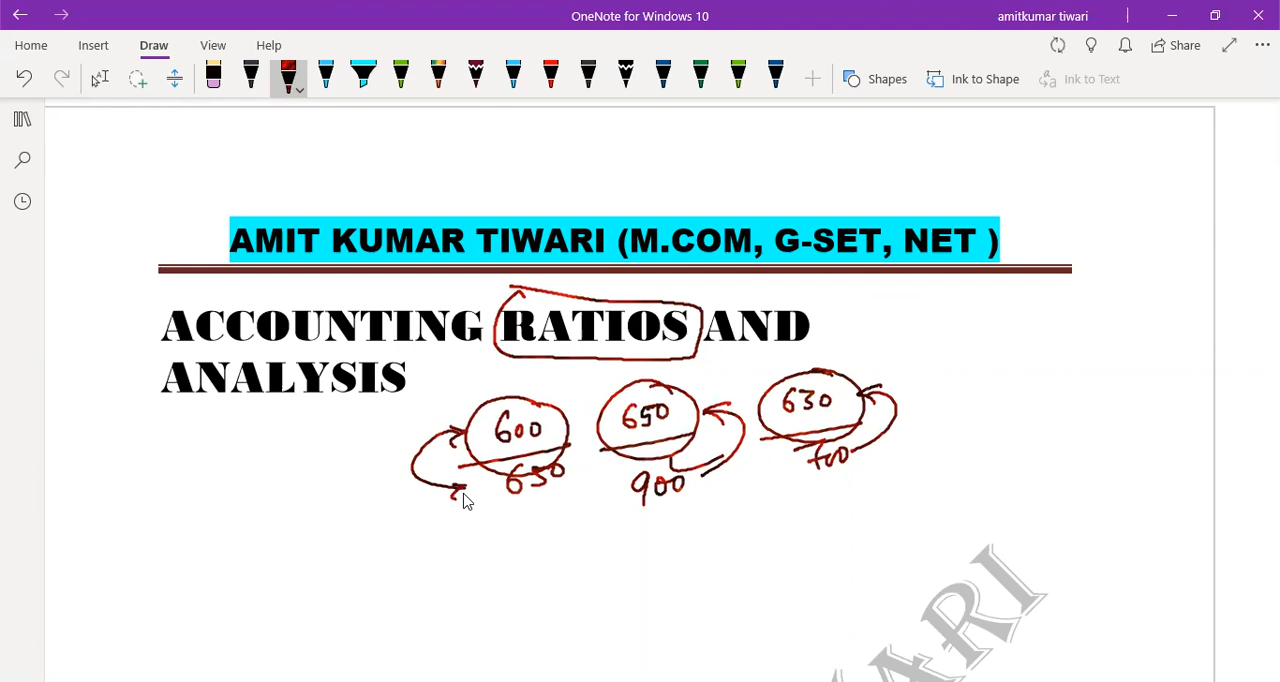 OneNote for Windows 10
amitkumar tiwari
Home Insert Draw View Help
Share
Shapes
Ink to Shape
Ink to Text
AMIT KUMAR TIWARI (M.COM, G-SET, NET )
ACCOUNTING RATIOS AND
ANALYSIS
600 650 630
650 900 700